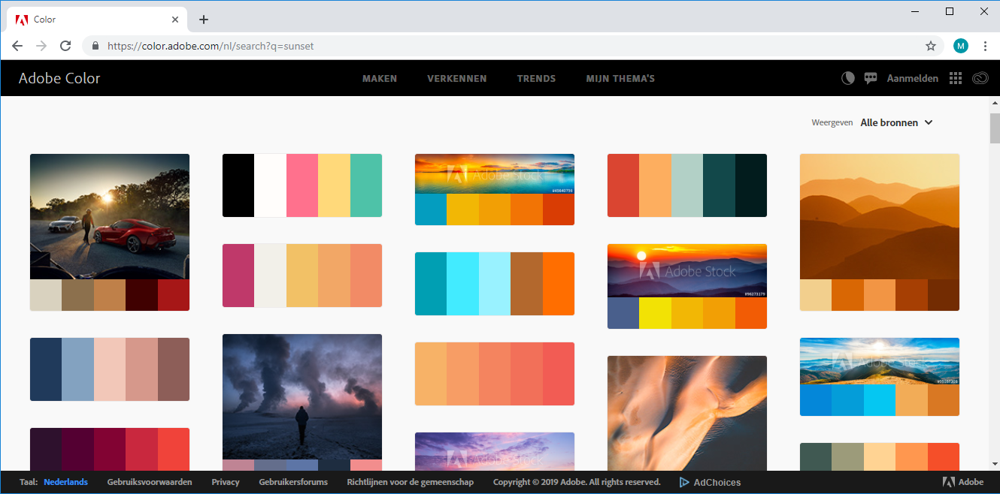 Color
https://color.adobe.com/nl/search?q=sunset
M
Adobe Color
MAKEN
VERKENNEN
TRENDS
MIJN THEMA'S
Aanmelden
Weergeven
Alle bronnen
Adobe Stock
Adobe Stock
#96273179
Adobe Stock
Adobe Stock
Taal:
Nederlands
Gebruiksvoorwaarden
Privacy
Gebruikersforums
Richtlijnen voor de gemeenschap
Copyright © 2019 Adobe. All rights reserved.
AdChoices
Adobe